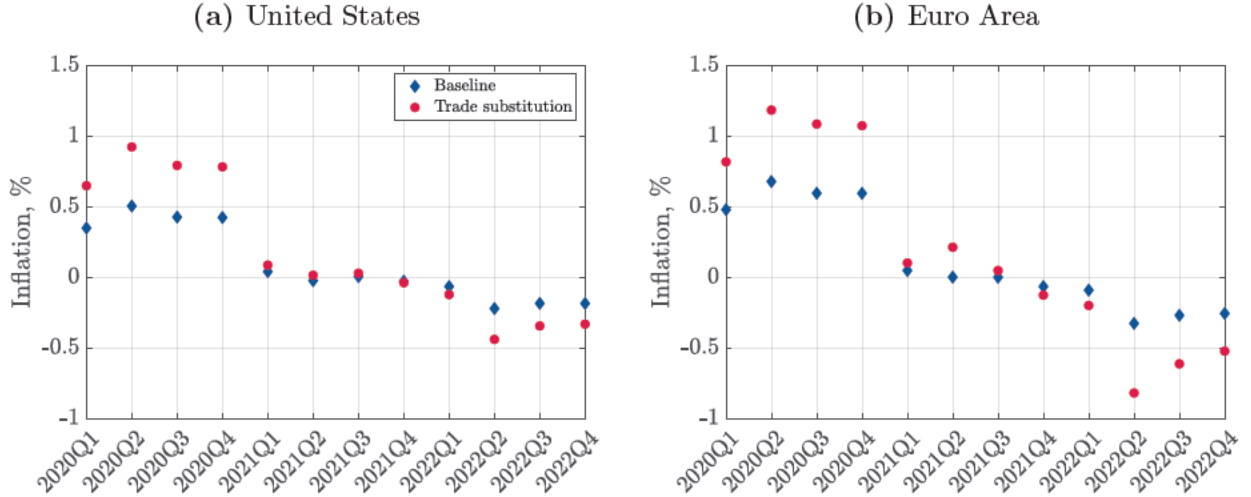 (a) United States
1.5
1
0.5
0
-0.5
-1
Inflation, %
Baseline
Trade substitution
2020Q1
2020Q2
2020Q3
2020Q4
2021Q1
2021Q2
2021Q3
2021Q4
2022Q1
2022Q2
2022Q3
2022Q4
(b) Euro Area
1.5
1
0.5
0
-0.5
-1
Inflation, %
2020Q1
2020Q2
2020Q3
2020Q4
2021Q1
2021Q2
2021Q3
2021Q4
2022Q1
2022Q2
2022Q3
2022Q4